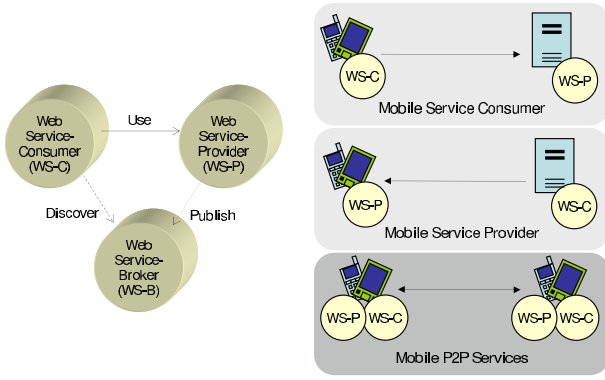 Web
Service-
Consumer
(WS-C)
Use
Web
Service-
Provider
(WS-P)
Discover
Publish
Web
Service-
Broker
(WS-B)
WS-C
WS-P
Mobile Service Consumer
WS-P
WS-C
Mobile Service Provider
WS-P
WS-C
WS-P
WS-C
Mobile P2P Services